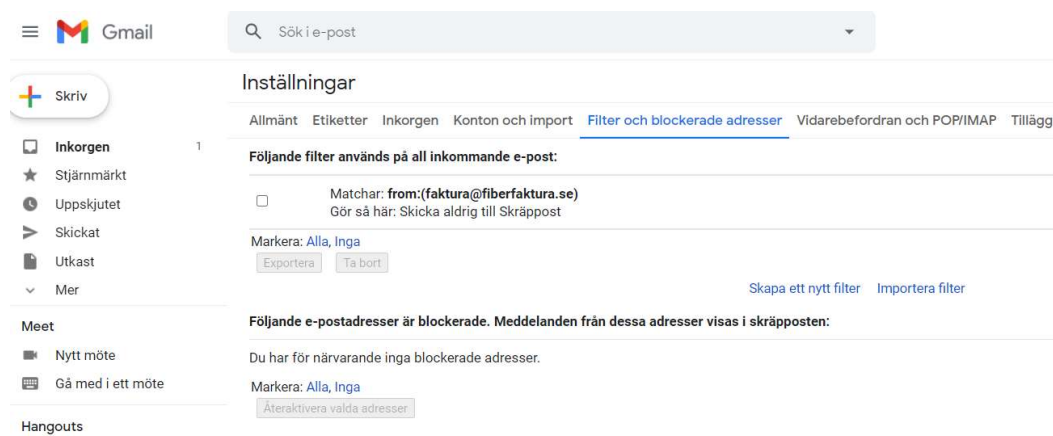 Gmail
Sök i e-post
Skriv
Inkorgen 1
Stjärnmärkt
Uppskjutet
Skickat
Utkast
Mer
Meet
Nytt möte
Gå med i ett möte
Hangouts
Inställningar
Allmänt Etiketter Inkorgen Konton och import Filter och blockerade adresser Vidarebefordran och POP/IMAP Tillägg
Följande filter används på all inkommande e-post:
Matchar: from:(faktura@fiberfaktura.se)
Gör så här: Skicka aldrig till Skräppost
Markera: Alla, Inga
Exportera Ta bort
Skapa ett nytt filter Importera filter
Följande e-postadresser är blockerade. Meddelanden från dessa adresser visas i skräpposten:
Du har för närvarande inga blockerade adresser.
Markera: Alla, Inga
Återaktivera valda adresser